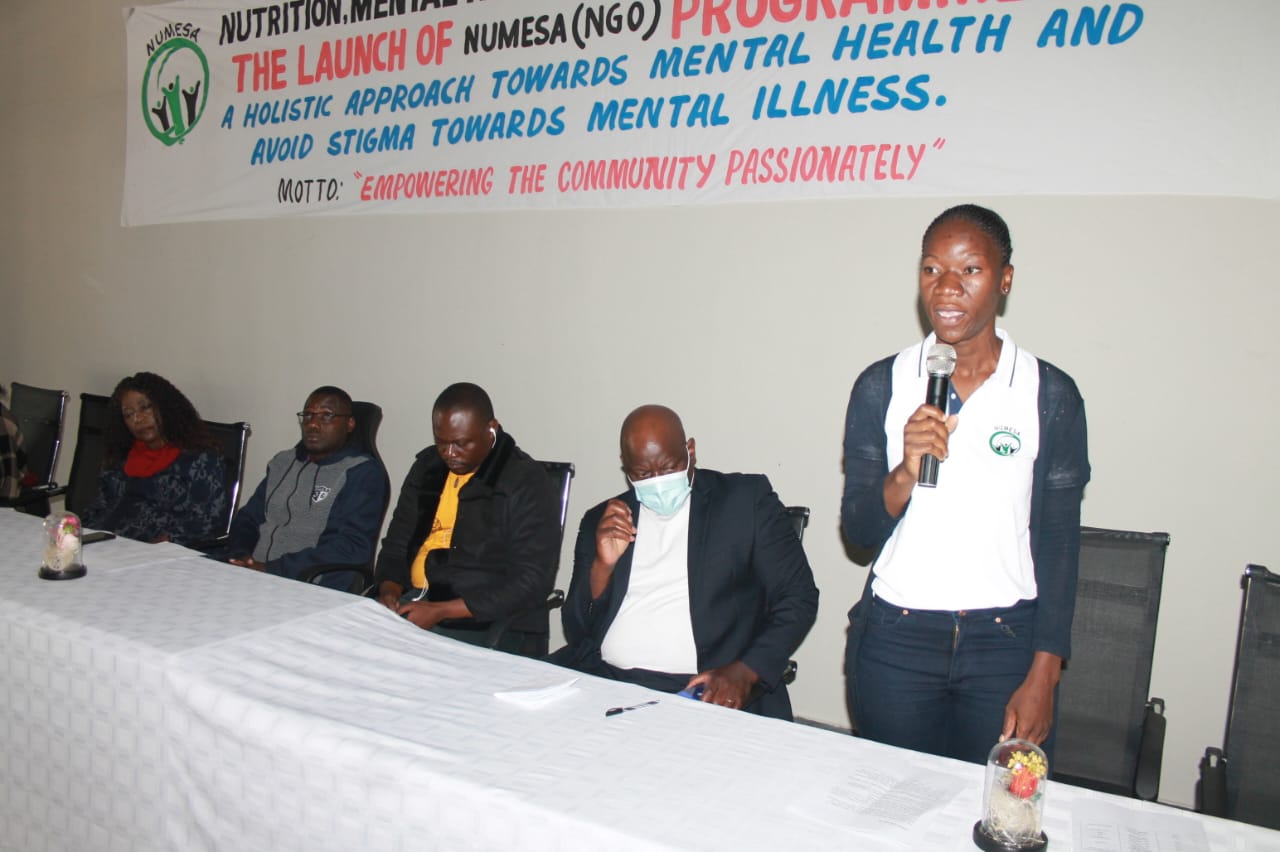 NUMESA
NUTRITION, MENTAL
THE LAUNCH OF NUMESA (NGO) PROGRAMME
A HOLISTIC APPROACH TOWARDS MENTAL HEALTH AND
AVOID STIGMA TOWARDS MENTAL ILLNESS.
MOTTO: "EMPOWERING THE COMMUNITY PASSIONATELY"
NUMESA